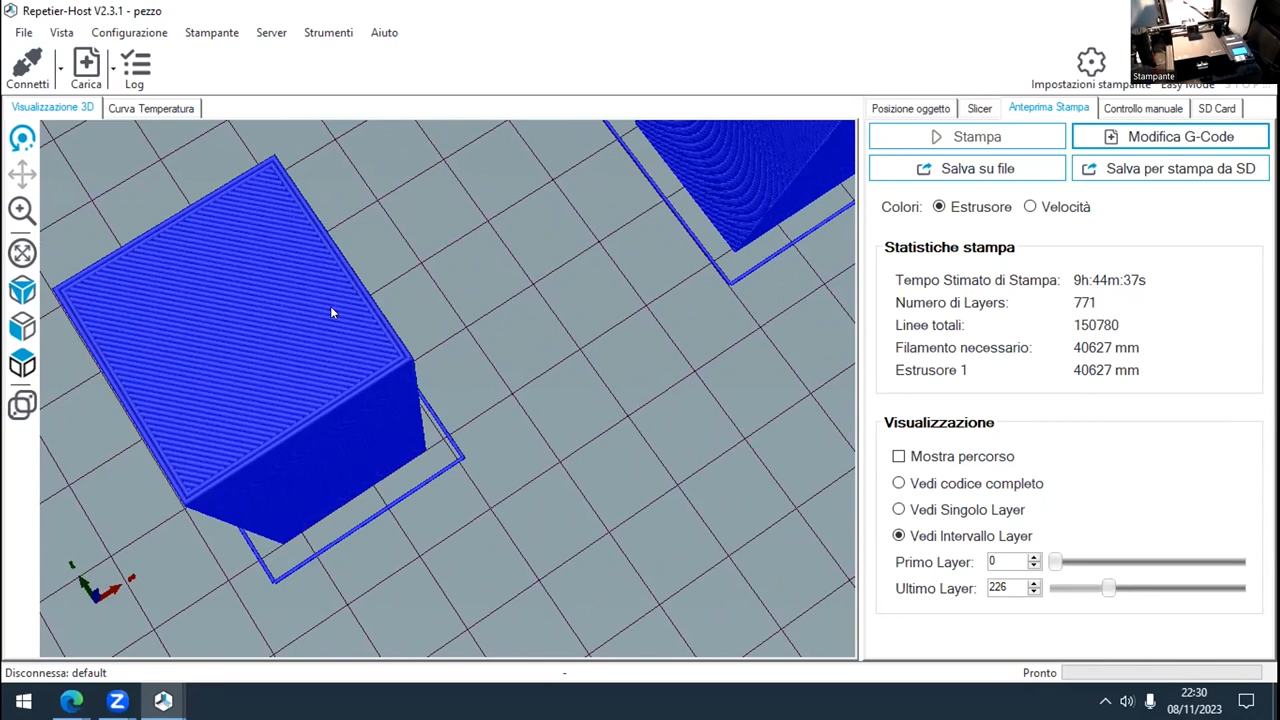 Repetier-Host V2.3.1 - pezzo
File Vista Configurazione Stampante Server Strumenti Aiuto
Connetti Carica Log
Impostazioni stampante Easy Mode
Stampante
Visualizzazione 3D Curva Temperatura
Posizione oggetto Slicer Anteprima Stampa Controllo manuale SD Card
Stampa Modifica G-Code
Salva su file Salva per stampa da SD
Colori: Estrusore Velocità
Statistiche stampa
Tempo Stimato di Stampa: 9h:44m:37s
Numero di Layers: 771
Linee totali: 150780
Filamento necessario: 40627 mm
Estrusore 1 40627 mm
Visualizzazione
Mostra percorso
Vedi codice completo
Vedi Singolo Layer
Vedi Intervallo Layer
Primo Layer: 0
Ultimo Layer: 226
Disconnessa: default - Pronto
22:30
08/11/2023